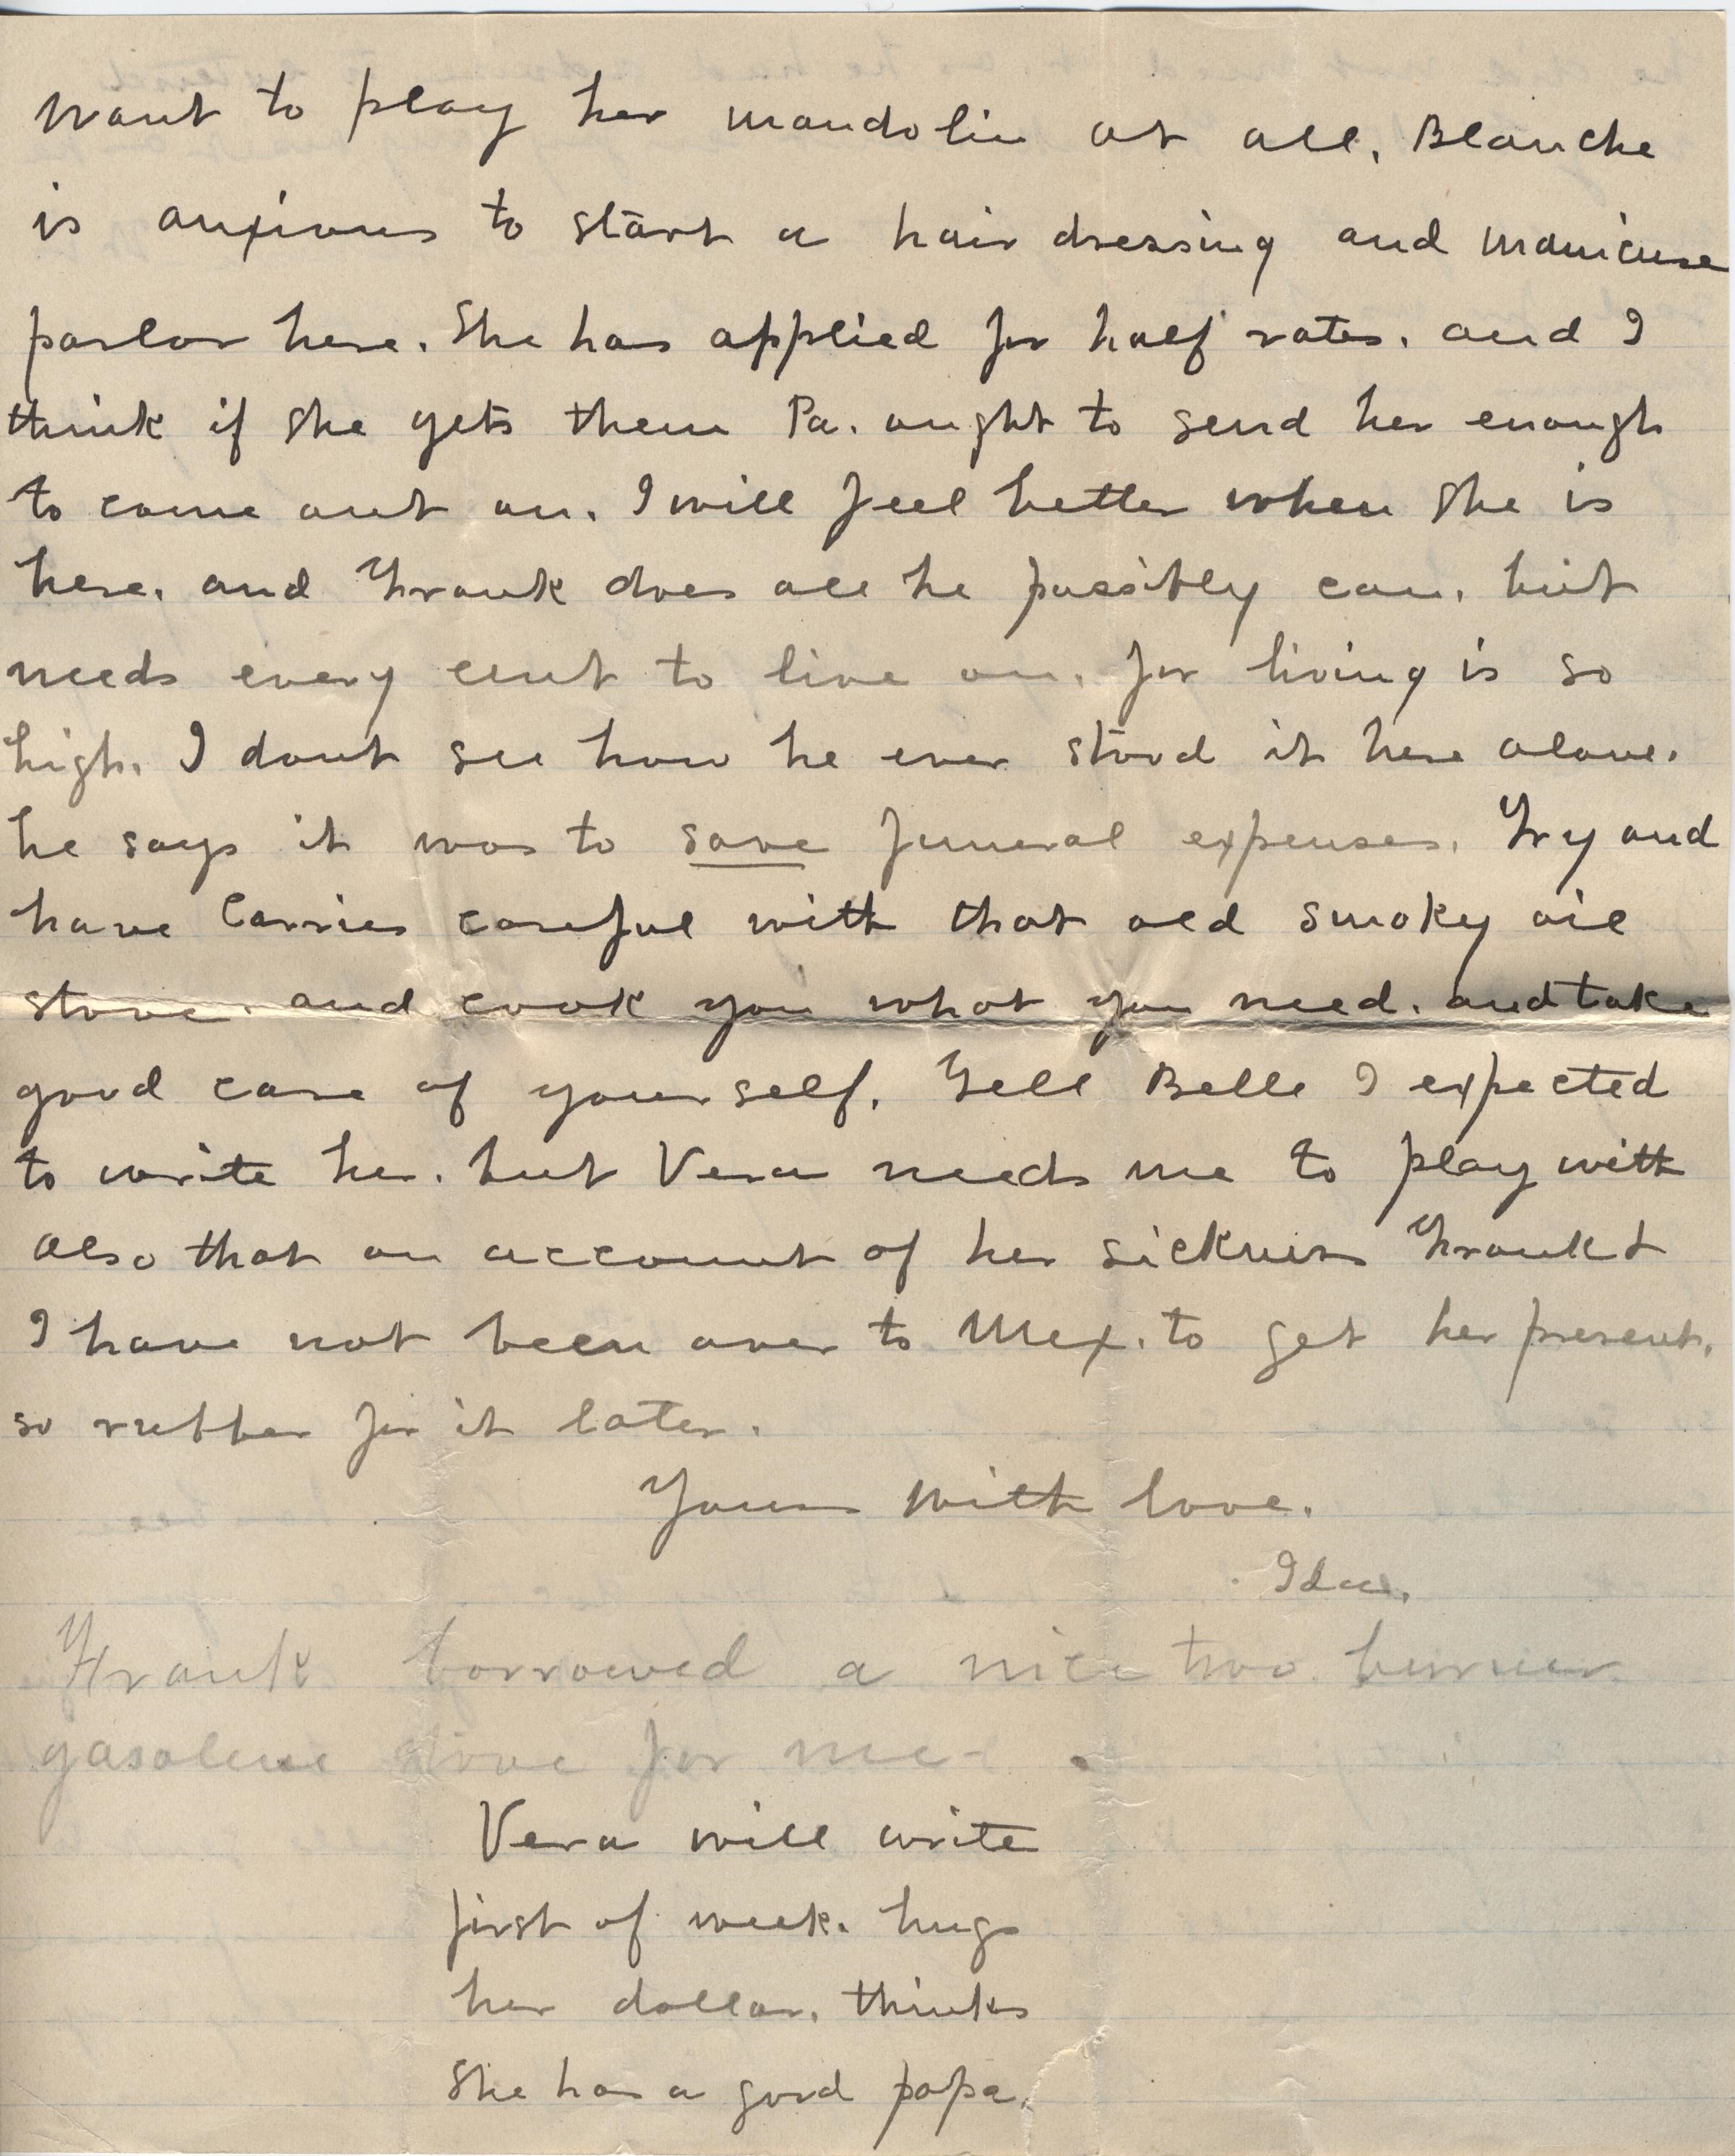 want to play her mandolin at all. Blanche
is anxious to start a hair dressing and manicure
parlor here. She has applied for half rates. and I
think if she gets them Pa. ought to send her enough
to come out on. I will feel better when she is
here. and Frank does all he possibly can. but
needs every cent to live on. for living is so
high. I dont see how he ever stood it here alone.
he says it was to save funeral expenses. Try and
have Carrie careful with that old smoky oil
stove. and cook you what you need. and take
good care of yourself. Tell Belle I expected
to write her. but Vera needs me to play with
also that on account of her sickness Frank &
I have not been over to Mex. to get her present.
so rubber for it later.
Yours with love.
Ida.
Frank borrowed a nice two burner
gasolene stove for me-
Vera will write
first of week. hugs
her dollar. thinks
She has a good papa.